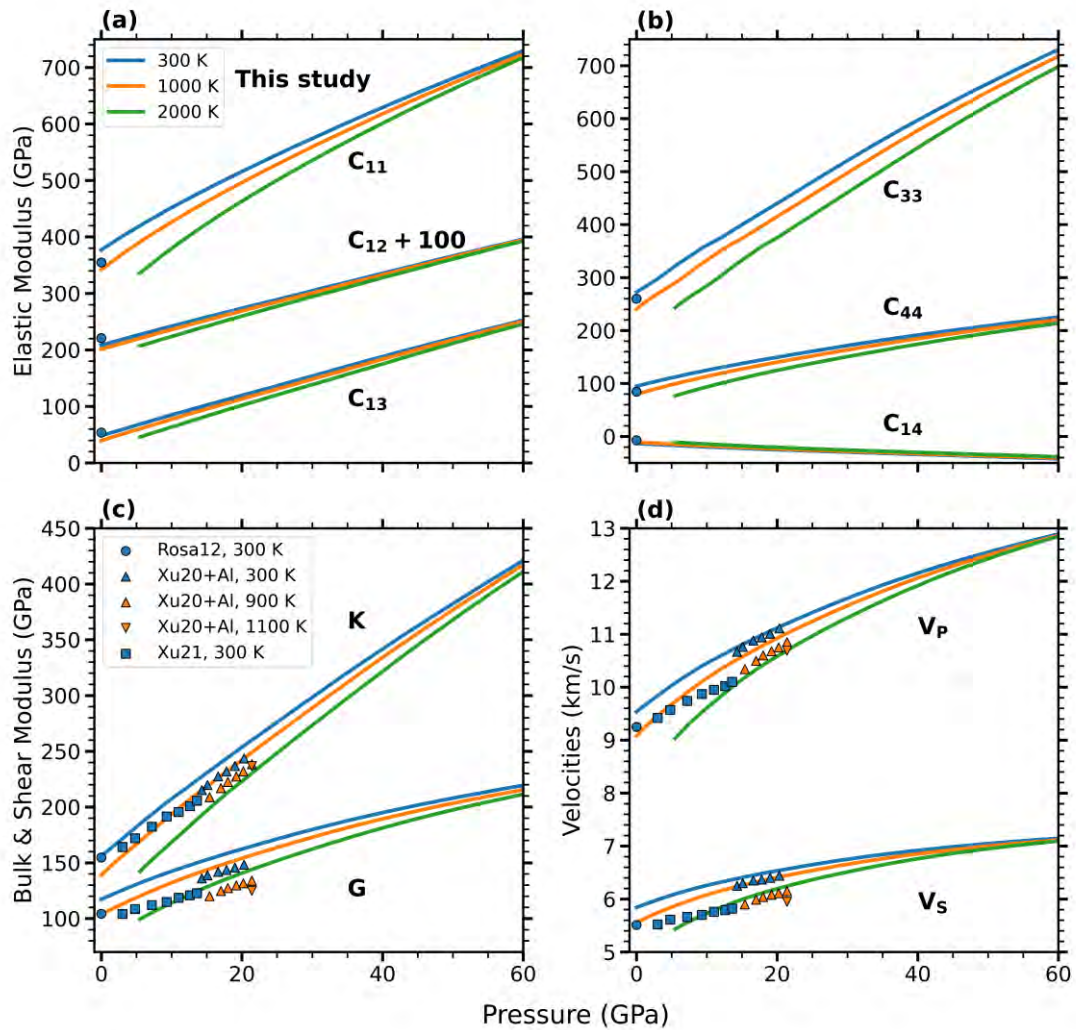 (a)
300 K
1000 K
2000 K
This study
C₁₁
C₁₂ + 100
C₁₃
Elastic Modulus (GPa)
0
100
200
300
400
500
600
700
(b)
C₃₃
C₄₄
C₁₄
0
100
200
300
400
500
600
700
(c)
Rosa12, 300 K
Xu20+Al, 300 K
Xu20+Al, 900 K
Xu20+Al, 1100 K
Xu21, 300 K
K
G
Bulk & Shear Modulus (GPa)
100
150
200
250
300
350
400
450
0
20
40
60
(d)
V_P
V_S
Velocities (km/s)
5
6
7
8
9
10
11
12
13
0
20
40
60
Pressure (GPa)